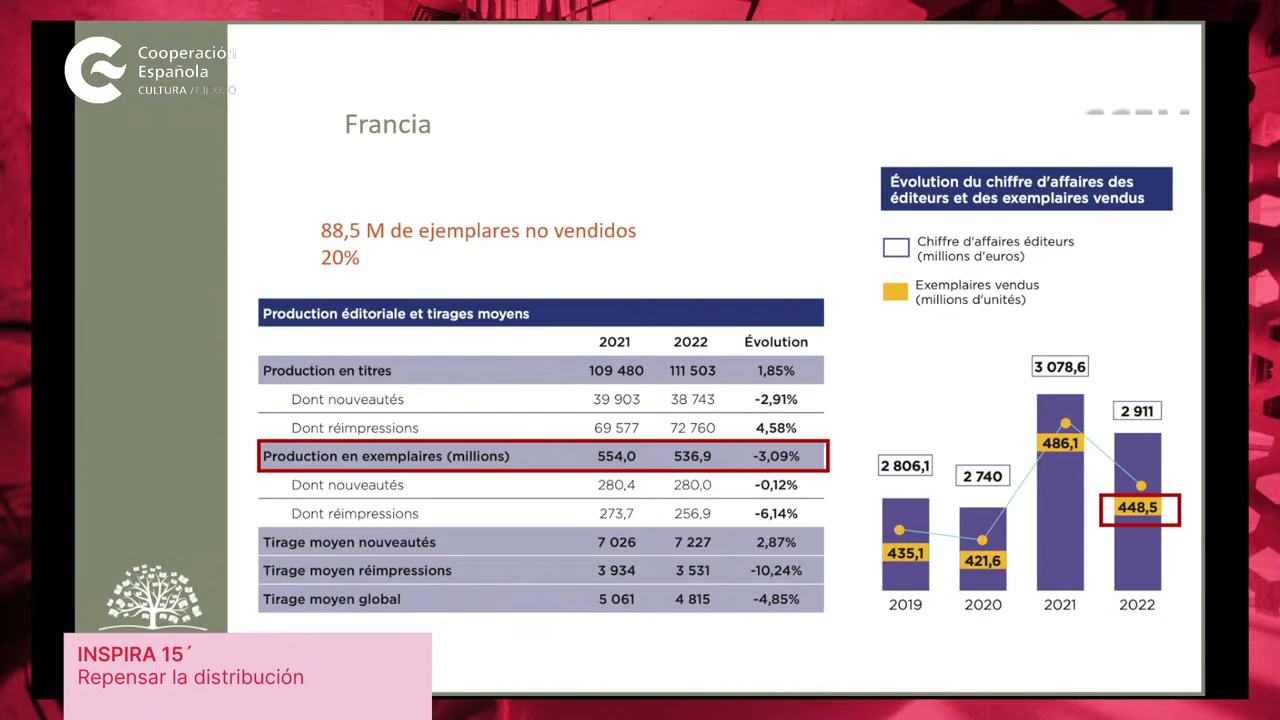 Cooperación
Española
CULTURA / MÉXICO
Francia
88,5 M de ejemplares no vendidos
20%
Production éditoriale et tirages moyens
2021 2022 Évolution
Production en titres 109 480 111 503 1,85%
Dont nouveautés 39 903 38 743 -2,91%
Dont réimpressions 69 577 72 760 4,58%
Production en exemplaires (millions) 554,0 536,9 -3,09%
Dont nouveautés 280,4 280,0 -0,12%
Dont réimpressions 273,7 256,9 -6,14%
Tirage moyen nouveautés 7 026 7 227 2,87%
Tirage moyen réimpressions 3 934 3 531 -10,24%
Tirage moyen global 5 061 4 815 -4,85%
Évolution du chiffre d'affaires des
éditeurs et des exemplaires vendus
Chiffre d'affaires éditeurs
(millions d'euros)
Exemplaires vendus
(millions d'unités)
2 806,1 2 740 3 078,6 2 911
435,1 421,6 486,1 448,5
2019 2020 2021 2022
INSPIRA 15´
Repensar la distribución